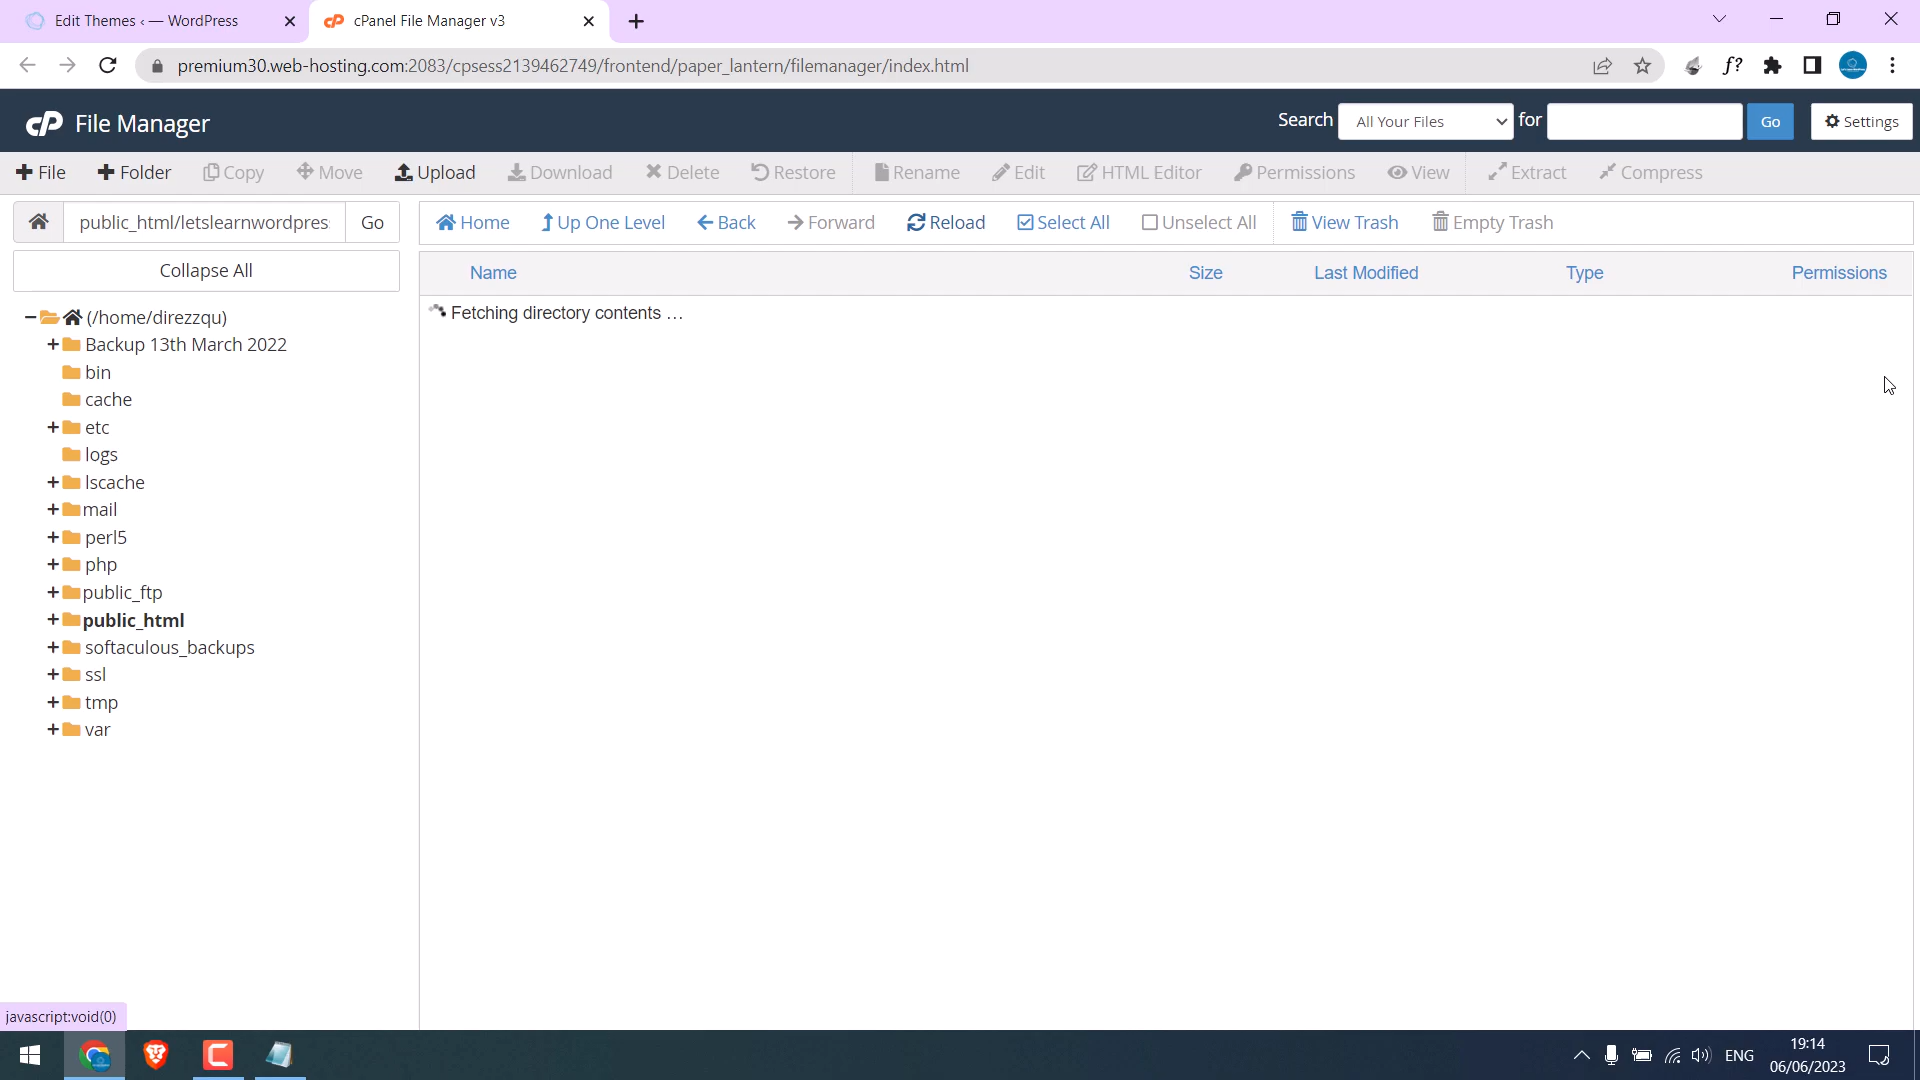 Edit Themes ‹ — WordPress
cPanel File Manager v3
premium30.web-hosting.com:2083/cpsess2139462749/frontend/paper_lantern/filemanager/index.html
f?
cP File Manager
Search All Your Files for Go Settings
File Folder Copy Move Upload Download Delete Restore Rename Edit HTML Editor Permissions View Extract Compress
public_html/letslearnwordpres: Go
Home Up One Level Back Forward Reload Select All Unselect All View Trash Empty Trash
Collapse All
Name Size Last Modified Type Permissions
Fetching directory contents ...
(/home/direzzqu)
Backup 13th March 2022
bin
cache
etc
logs
lscache
mail
perl5
php
public_ftp
public_html
softaculous_backups
ssl
tmp
var
javascript:void(0)
ENG
19:14
06/06/2023